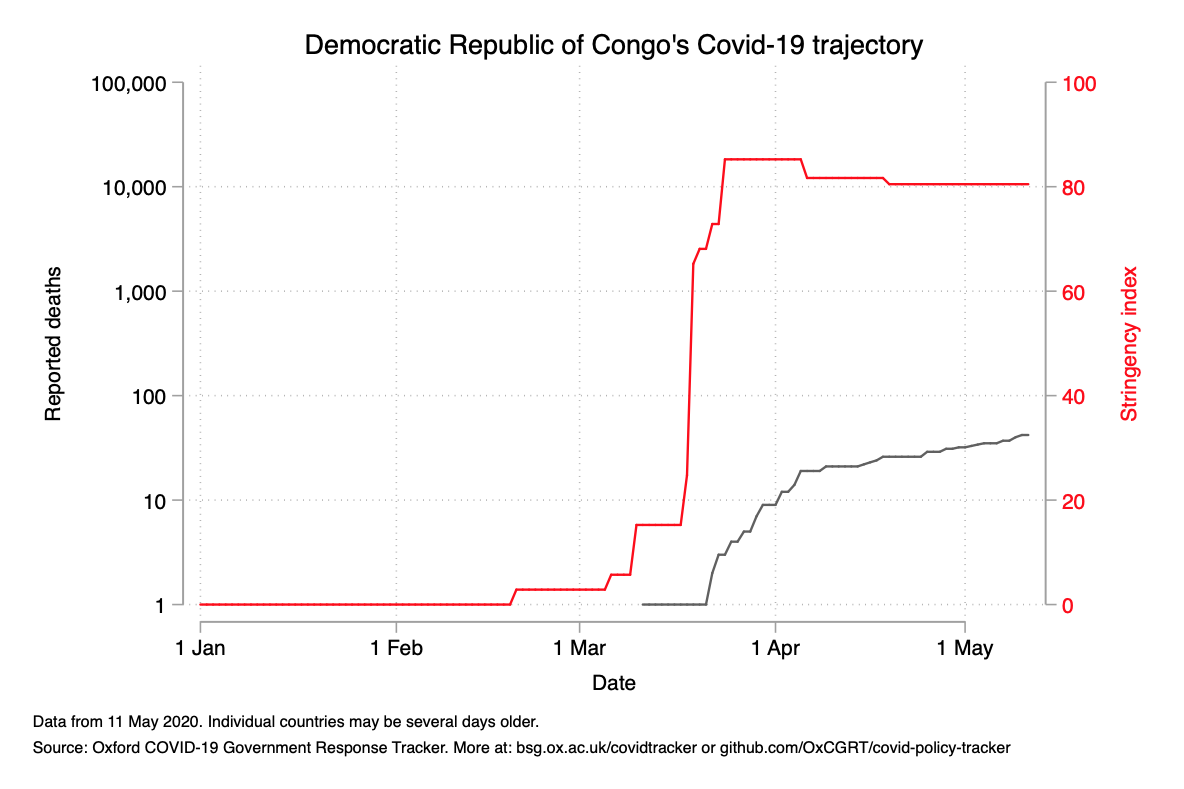 Democratic Republic of Congo's Covid-19 trajectory
100,000
10,000
1,000
100
10
1
Reported deaths
100
80
60
40
20
0
Stringency index
1 Jan
1 Feb
1 Mar
1 Apr
1 May
Date
Data from 11 May 2020. Individual countries may be several days older.
Source: Oxford COVID-19 Government Response Tracker. More at: bsg.ox.ac.uk/covidtracker or github.com/OxCGRT/covid-policy-tracker